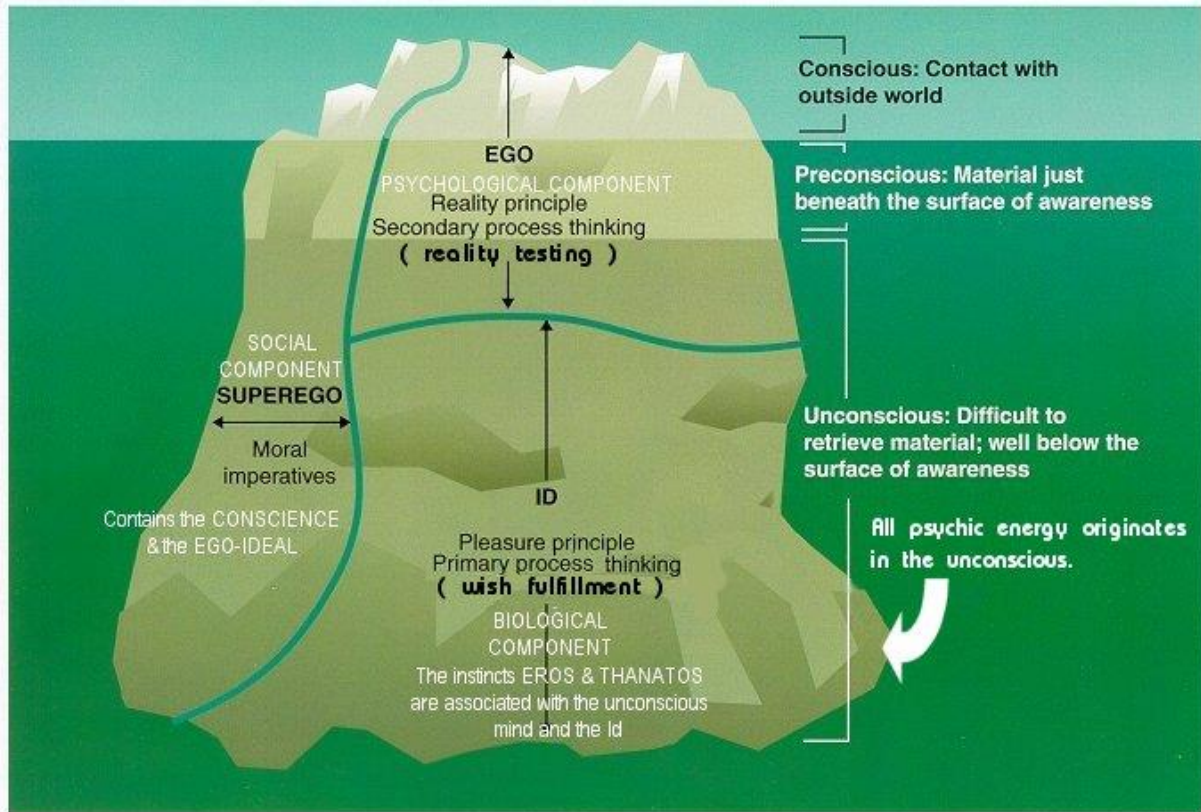 Conscious: Contact with
outside world
EGO
PSYCHOLOGICAL COMPONENT
Reality principle
Secondary process thinking
( reality testing )
Preconscious: Material just
beneath the surface of awareness
SOCIAL
COMPONENT
SUPEREGO
Moral
imperatives
Contains the CONSCIENCE
& the EGO-IDEAL
ID
Pleasure principle
Primary process thinking
( wish fulfillment )
BIOLOGICAL
COMPONENT
The instincts EROS & THANATOS
are associated with the unconscious
mind and the Id
Unconscious: Difficult to
retrieve material; well below the
surface of awareness
All psychic energy originates
in the unconscious.